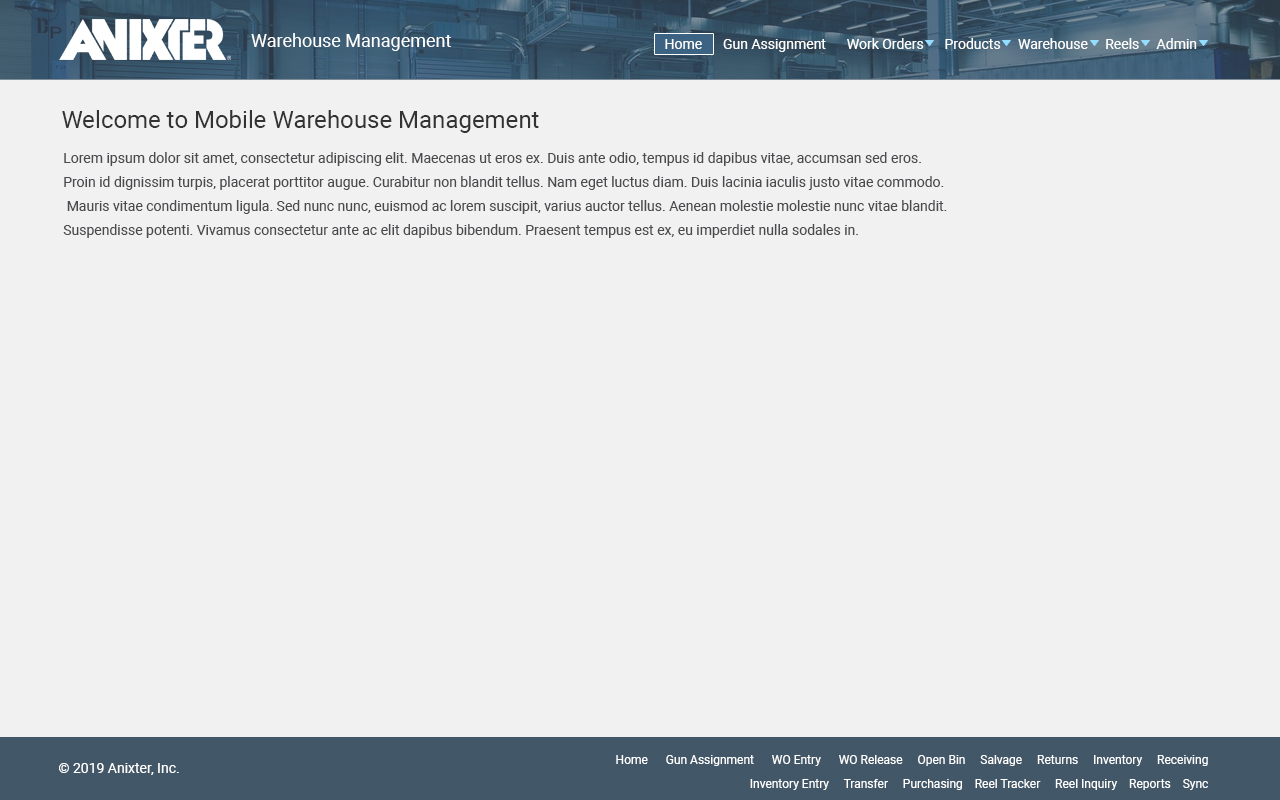 ANIXTER® Warehouse Management Home Gun Assignment Work Orders Products Warehouse Reels Admin
Welcome to Mobile Warehouse Management
Lorem ipsum dolor sit amet, consectetur adipiscing elit. Maecenas ut eros ex. Duis ante odio, tempus id dapibus vitae, accumsan sed eros.
Proin id dignissim turpis, placerat porttitor augue. Curabitur non blandit tellus. Nam eget luctus diam. Duis lacinia iaculis justo vitae commodo.
Mauris vitae condimentum ligula. Sed nunc nunc, euismod ac lorem suscipit, varius auctor tellus. Aenean molestie molestie nunc vitae blandit.
Suspendisse potenti. Vivamus consectetur ante ac elit dapibus bibendum. Praesent tempus est ex, eu imperdiet nulla sodales in.
© 2019 Anixter, Inc.
Home Gun Assignment WO Entry WO Release Open Bin Salvage Returns Inventory Receiving
Inventory Entry Transfer Purchasing Reel Tracker Reel Inquiry Reports Sync